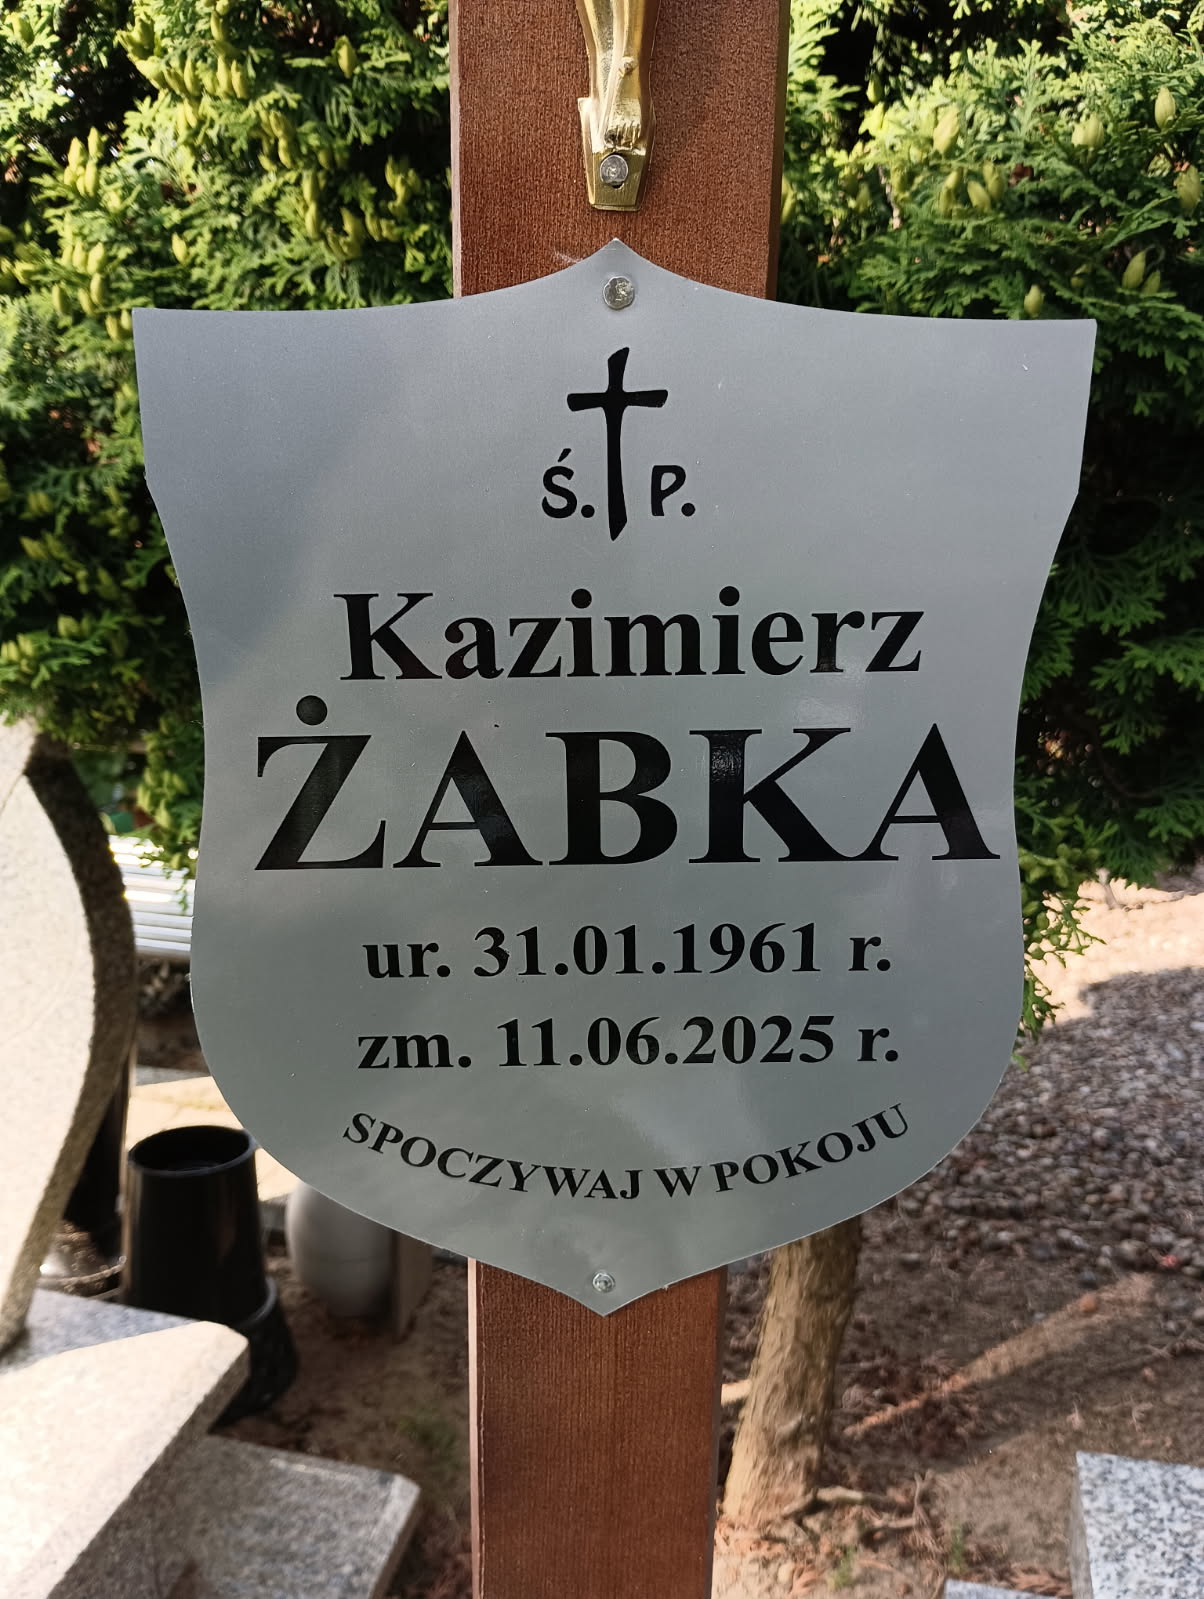 Ś. P.
Kazimierz
ŻABKA
ur. 31.01.1961 r.
zm. 11.06.2025 r.
SPOCZYWAJ W POKOJU